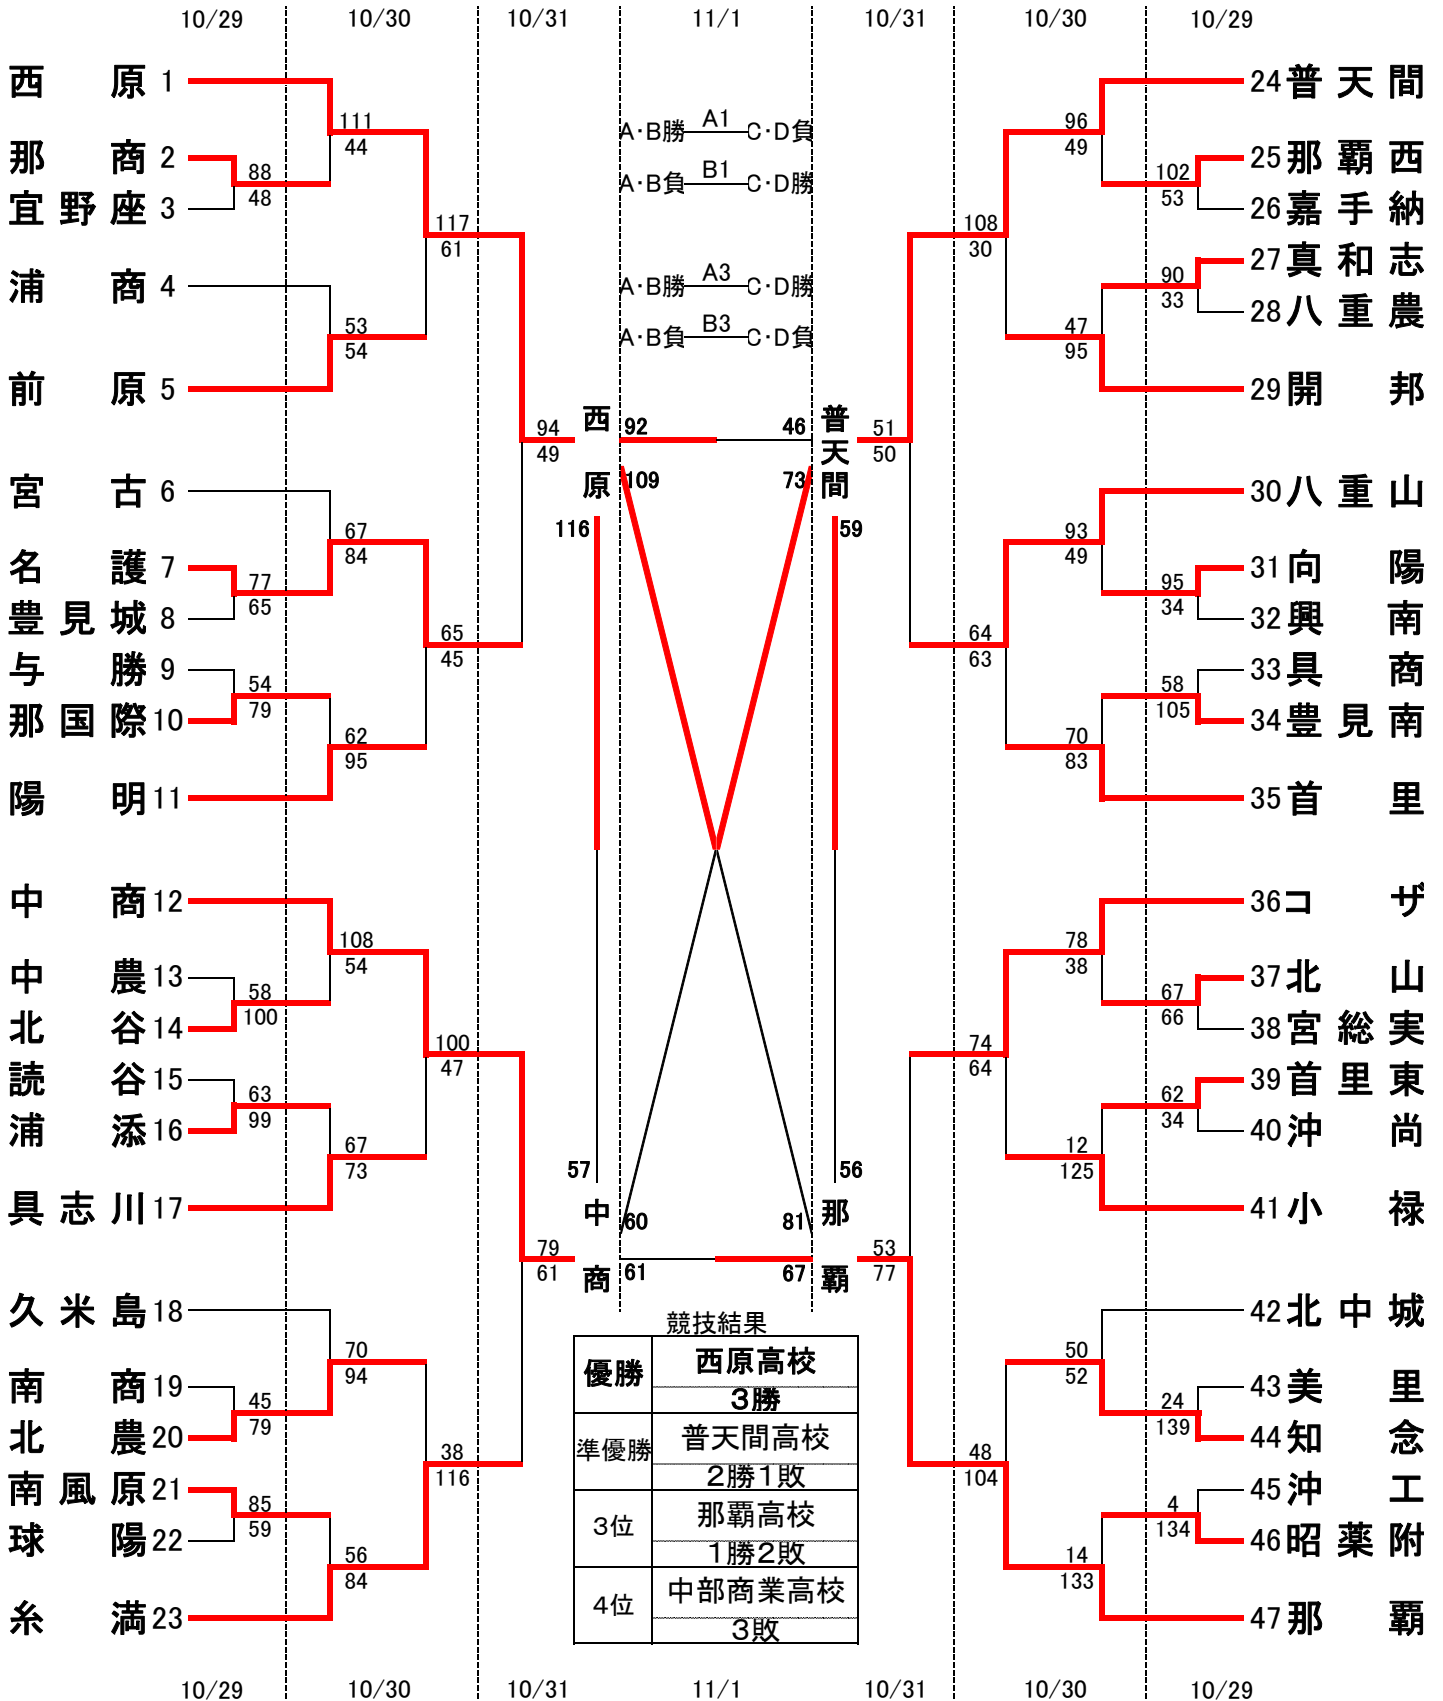 10/29 10/30 10/31 11/1 10/31 10/30 10/29
西原 1
111
44
那商 2
88
48
宜野座 3
117
61
浦商 4
53
54
前原 5
94
49
宮古 6
67
84
名護 7
77
65
豊見城 8
65
45
与勝 9
54
79
那国際 10
62
95
陽明 11
中商 12
108
54
中農 13
58
100
北谷 14
100
47
読谷 15
63
99
浦添 16
67
73
具志川 17
79
61
久米島 18
70
94
南商 19
45
79
北農 20
38
116
南風原 21
85
59
球陽 22
56
84
糸満 23
A・B勝 A1 C・D負
A・B負 B1 C・D勝
A・B勝 A3 C・D勝
A・B負 B3 C・D負
西原
92 46
普天間
109 73
116 59
57 56
中商
60 81
那覇
61 67
競技結果
優勝 西原高校
3勝
準優勝 普天間高校
2勝1敗
3位 那覇高校
1勝2敗
4位 中部商業高校
3敗
24 普天間
96
49
25 那覇西
102
53
26 嘉手納
108
30
27 真和志
90
33
28 八重農
47
95
29 開邦
51
50
30 八重山
93
49
31 向陽
95
34
32 興南
64
63
33 具商
58
105
34 豊見南
70
83
35 首里
36 コザ
78
38
37 北山
67
66
38 宮総実
74
64
39 首里東
62
34
40 沖尚
12
125
41 小禄
53
77
42 北中城
50
52
43 美里
24
139
44 知念
48
104
45 沖工
4
134
46 昭薬附
14
133
47 那覇
10/29 10/30 10/31 11/1 10/31 10/30 10/29